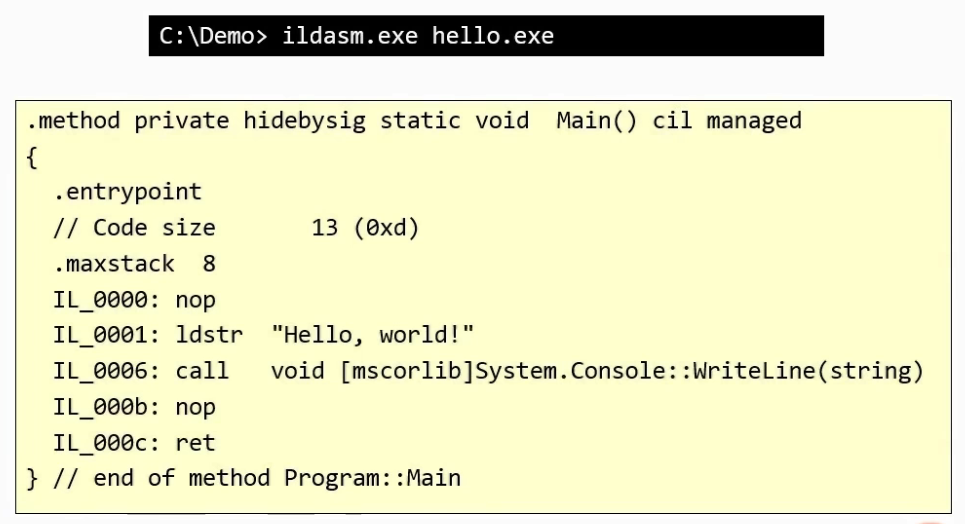 C:\Demo> ildasm.exe hello.exe
.method private hidebysig static void  Main() cil managed
{
  .entrypoint
  // Code size       13 (0xd)
  .maxstack  8
  IL_0000: nop
  IL_0001: ldstr  "Hello, world!"
  IL_0006: call   void [mscorlib]System.Console::WriteLine(string)
  IL_000b: nop
  IL_000c: ret
} // end of method Program::Main